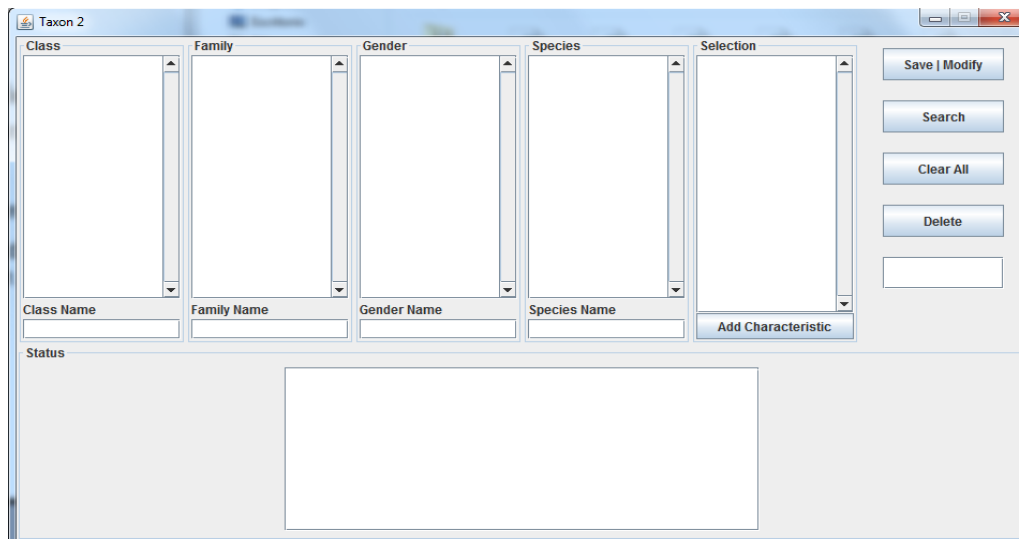 Taxon 2
Class
Family
Gender
Species
Selection
Save | Modify
Search
Clear All
Delete
Class Name
Family Name
Gender Name
Species Name
Add Characteristic
Status